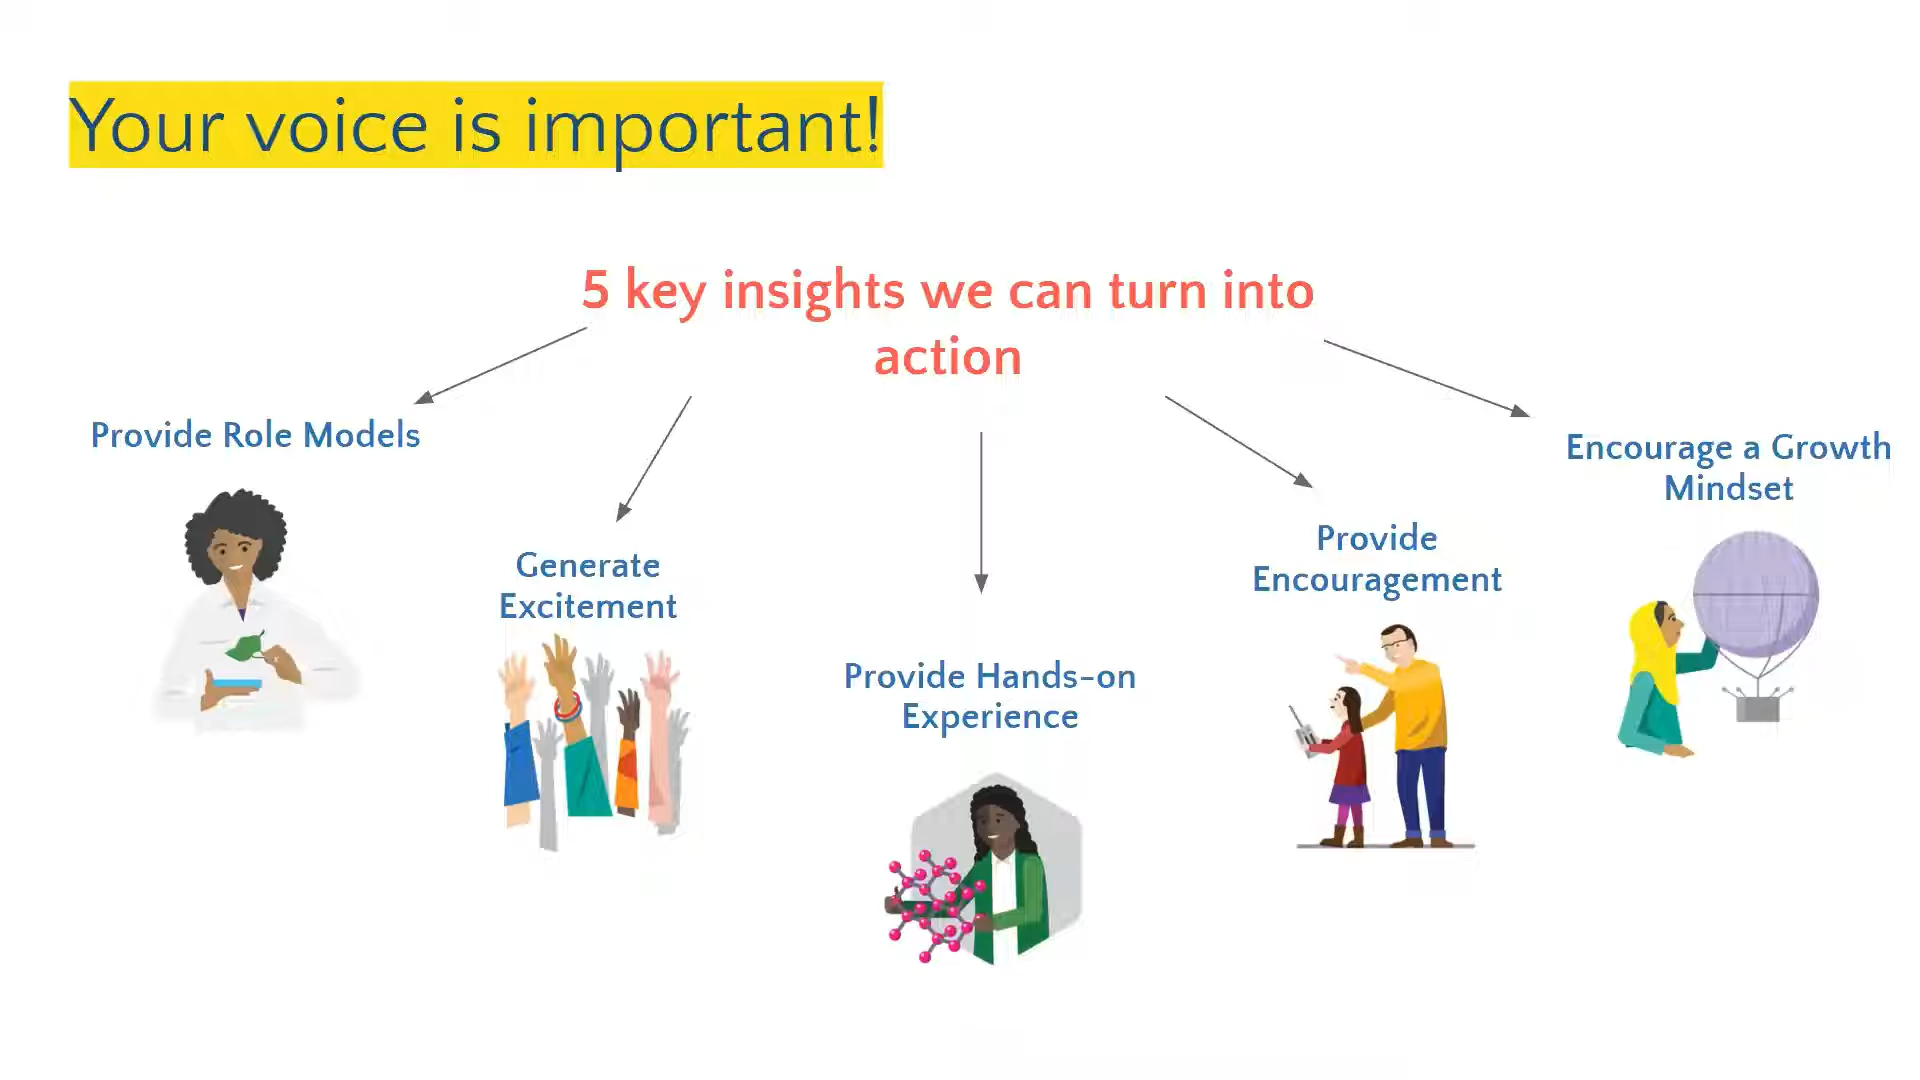 Your voice is important!
5 key insights we can turn into
action
Provide Role Models
Generate
Excitement
Provide Hands-on
Experience
Provide
Encouragement
Encourage a Growth
Mindset